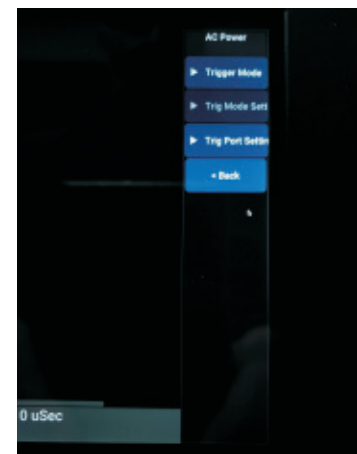 AC Power
▶ Trigger Mode
▶ Trig Mode Sett
▶ Trig Port Settin
< Back
0 uSec